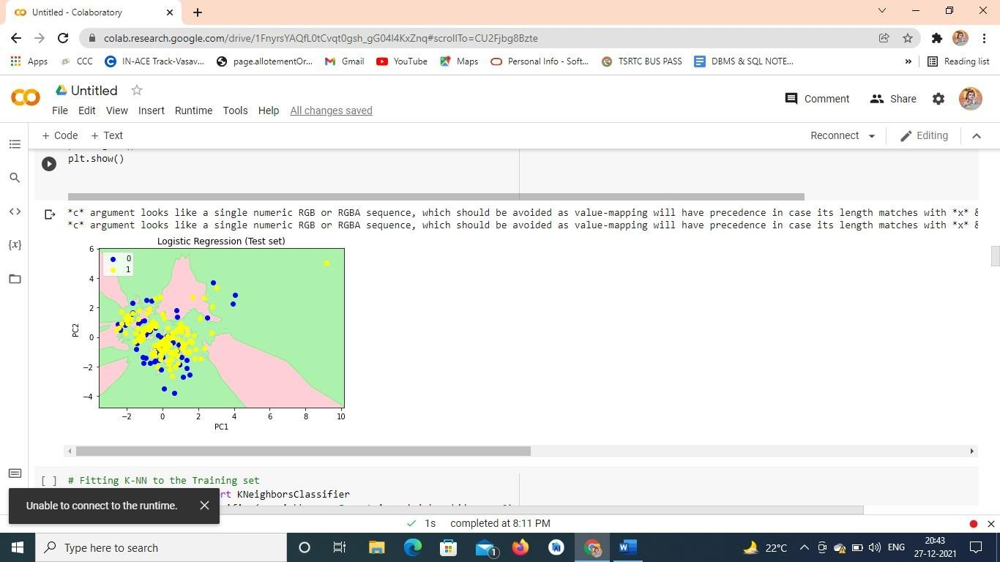 Untitled - Colaboratory
colab.research.google.com/drive/1FnyrsYAQfL0tCvqt0gsh_gG04I4KxZnq#scrollTo=CU2Fjbg8Bzte
Apps CCC IN-ACE Track-Vasav... page.allotementOr... Gmail YouTube Maps Personal Info - Soft... TSRTC BUS PASS DBMS & SQL NOTE... » Reading list
Untitled
Comment Share
File Edit View Insert Runtime Tools Help All changes saved
+ Code + Text Reconnect Editing
plt.show()
*c* argument looks like a single numeric RGB or RGBA sequence, which should be avoided as value-mapping will have precedence in case its length matches with *x* &
*c* argument looks like a single numeric RGB or RGBA sequence, which should be avoided as value-mapping will have precedence in case its length matches with *x* &
Logistic Regression (Test set)
0
1
6
4
2
0
−2
−4
PC2
−2 0 2 4 6 8 10
PC1
[ ] # Fitting K-NN to the Training set
rt KNeighborsClassifier
Unable to connect to the runtime.
1s completed at 8:11 PM
Type here to search
1
22°C ENG
20:43
27-12-2021